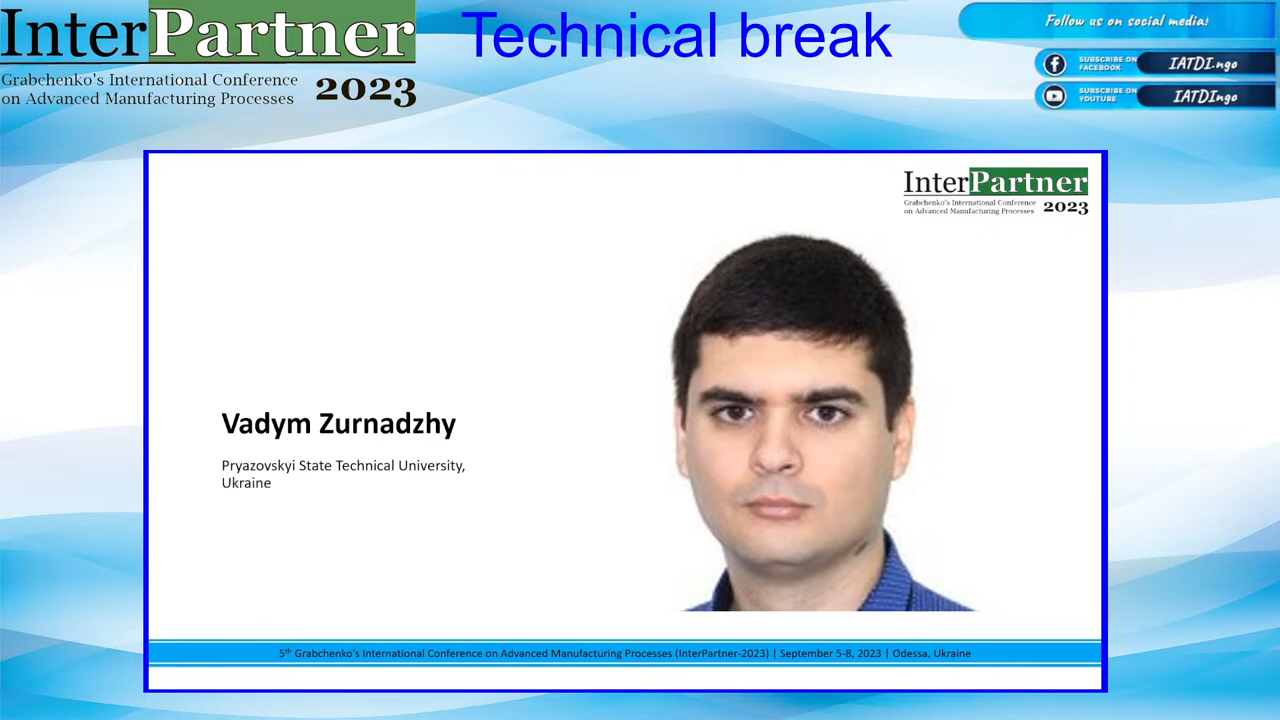 InterPartner
Grabchenko's International Conference
on Advanced Manufacturing Processes 2023
Technical break
Follow us on social media!
SUBSCRIBE ON
FACEBOOK
IATDI.ngo
SUBSCRIBE ON
YOUTUBE
IATDIngo
InterPartner
Grabchenko's International Conference
on Advanced Manufacturing Processes 2023
Vadym Zurnadzhy
Pryazovskyi State Technical University,
Ukraine
5th Grabchenko's International Conference on Advanced Manufacturing Processes (InterPartner-2023) | September 5-8, 2023 | Odessa, Ukraine